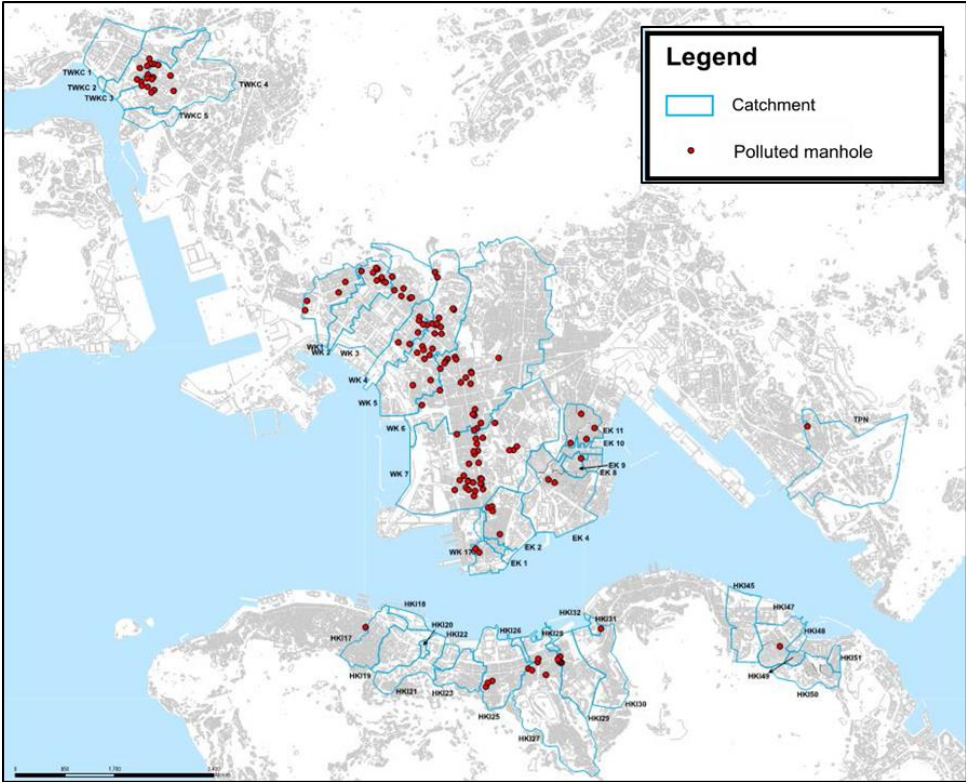 Legend
Catchment
Polluted manhole
TWKC 1
TWKC 2
TWKC 3
TWKC 4
TWKC 5
WK 2
WK 3
WK 4
WK 5
WK 6
WK 7
EK 11
EK 10
EK 9
EK 8
TPN
EK 4
EK 2
WK 17
EK 1
HKI18
HKI20
HKI22
HKI17
HKI19
HKI21
HKI23
HKI26
HKI28
HKI32
HKI31
HKI25
HKI27
HKI29
HKI30
HKI45
HKI47
HKI48
HKI51
HKI49
HKI50
0 850 1,700